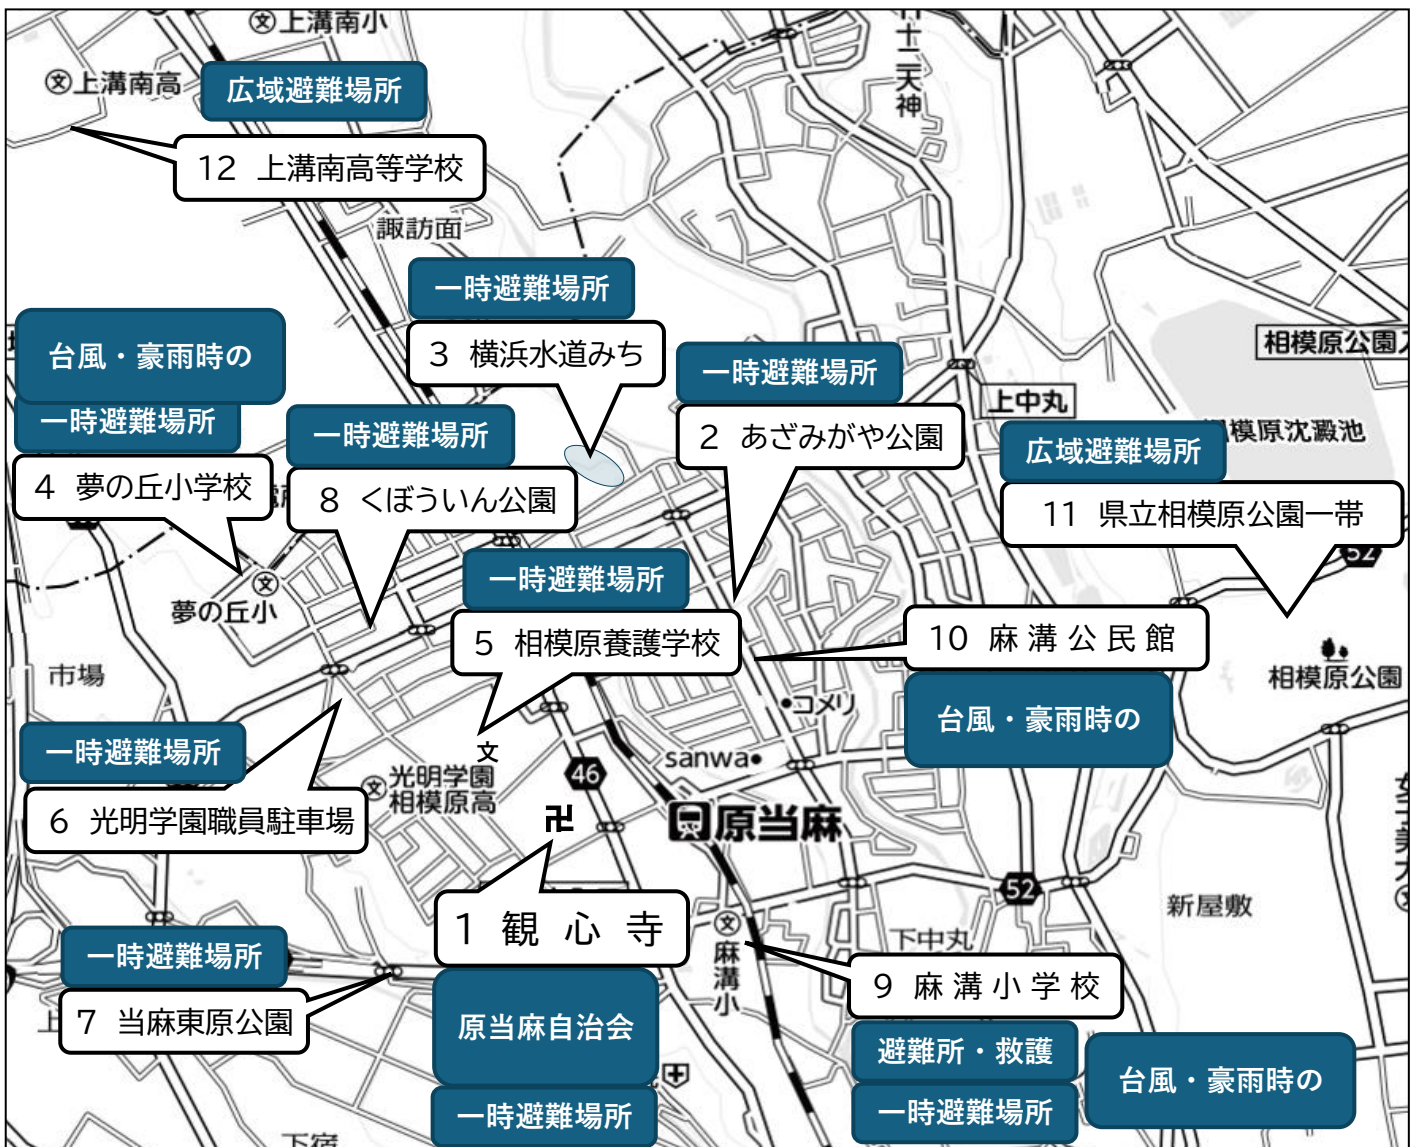 上溝南小
上溝南高
広域避難場所
12 上溝南高等学校
十二天神
諏訪面
一時避難場所
3 横浜水道みち
台風・豪雨時の
一時避難場所
4 夢の丘小学校
一時避難場所
8 くぼういん公園
一時避難場所
2 あざみがや公園
相模原公園
上中丸
模原沈澱池
広域避難場所
11 県立相模原公園一帯
52
文
夢の丘小
一時避難場所
5 相模原養護学校
10 麻溝公民館
台風・豪雨時の
市場
相模原公園
コメリ
sanwa
一時避難場所
6 光明学園職員駐車場
文
光明学園
相模原高
46
卍
原当麻
1 観心寺
原当麻自治会
一時避難場所
52
新屋敷
下中丸
文
麻溝小
9 麻溝小学校
避難所・救護
一時避難場所
台風・豪雨時の
一時避難場所
7 当麻東原公園
上
下宿
女子美大